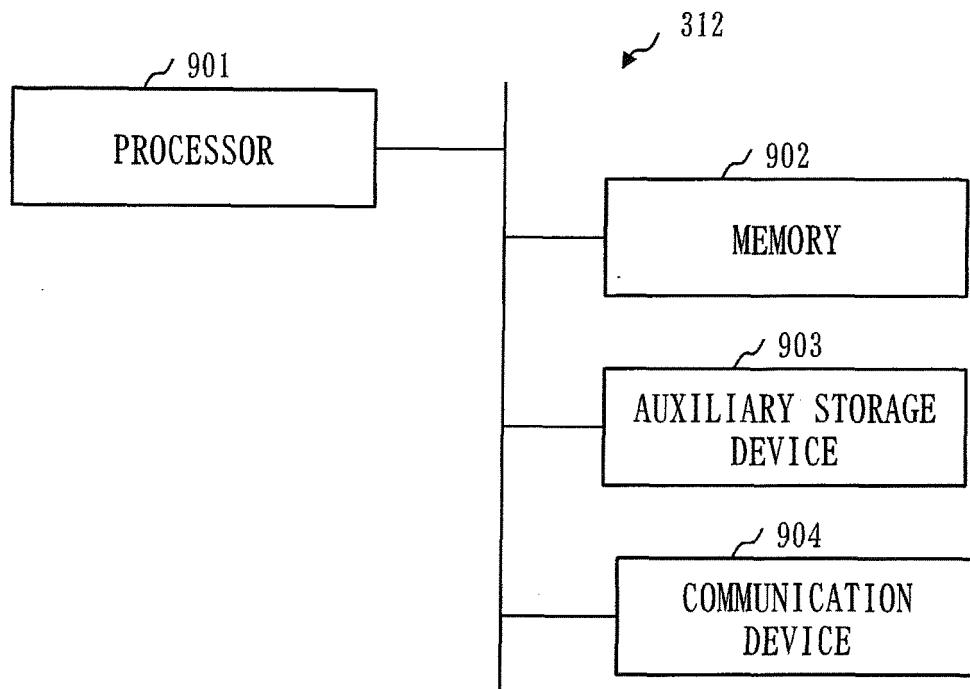 312
901
PROCESSOR
902
MEMORY
903
AUXILIARY STORAGE
DEVICE
904
COMMUNICATION
DEVICE